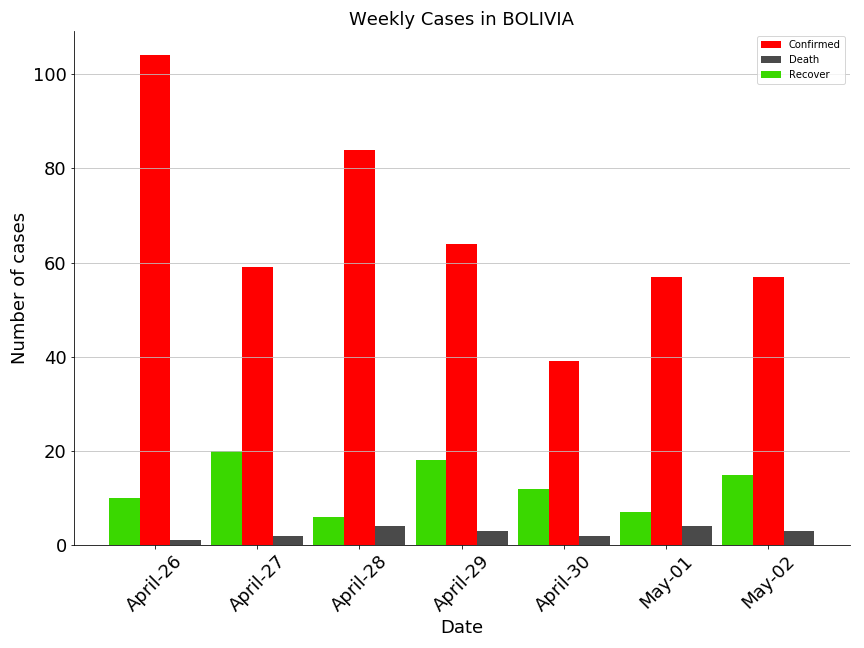 Weekly Cases in BOLIVIA
Confirmed
Death
Recover
Number of cases
100
80
60
40
20
0
April-26
April-27
April-28
April-29
April-30
May-01
May-02
Date